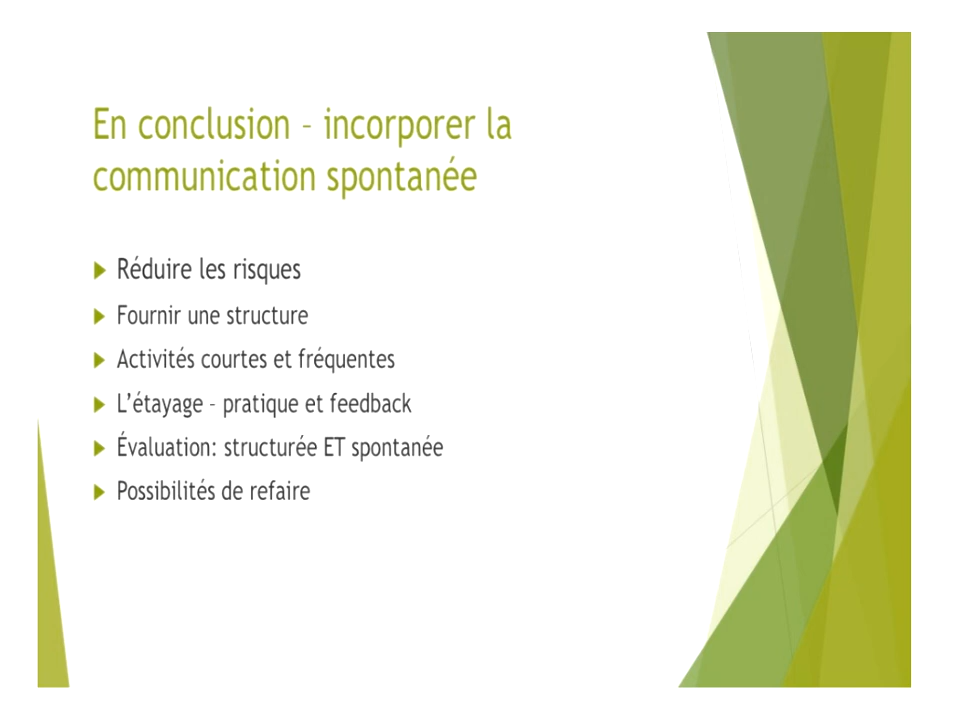 En conclusion – incorporer la
communication spontanée
Réduire les risques
Fournir une structure
Activités courtes et fréquentes
L’étayage – pratique et feedback
Évaluation: structurée ET spontanée
Possibilités de refaire